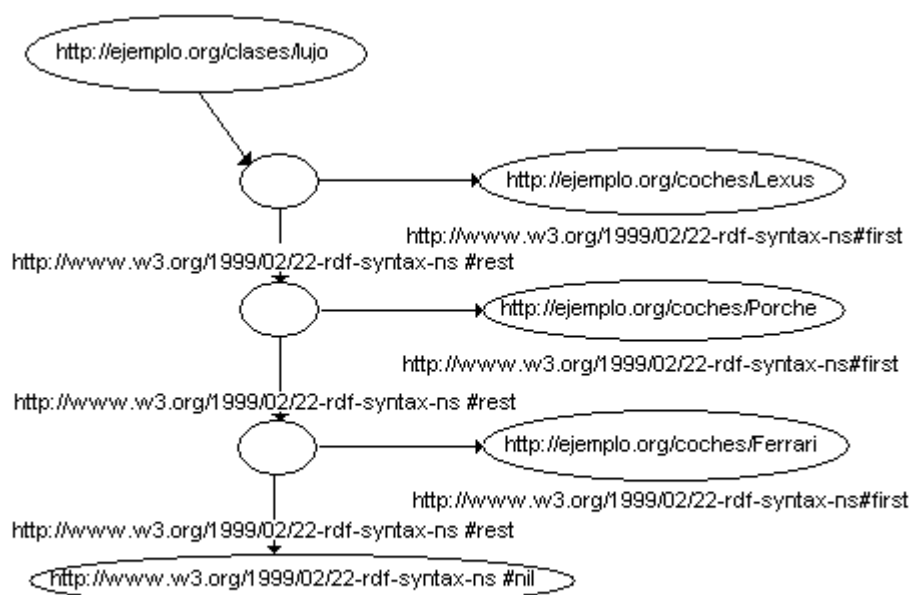 http://ejemplo.org/clases/lujo
http://ejemplo.org/coches/Lexus
http://www.w3.org/1999/02/22-rdf-syntax-ns#first
http://www.w3.org/1999/02/22-rdf-syntax-ns #rest
http://ejemplo.org/coches/Porche
http://www.w3.org/1999/02/22-rdf-syntax-ns#first
http://www.w3.org/1999/02/22-rdf-syntax-ns #rest
http://ejemplo.org/coches/Ferrari
http://www.w3.org/1999/02/22-rdf-syntax-ns#first
http://www.w3.org/1999/02/22-rdf-syntax-ns #rest
http://www.w3.org/1999/02/22-rdf-syntax-ns #nil